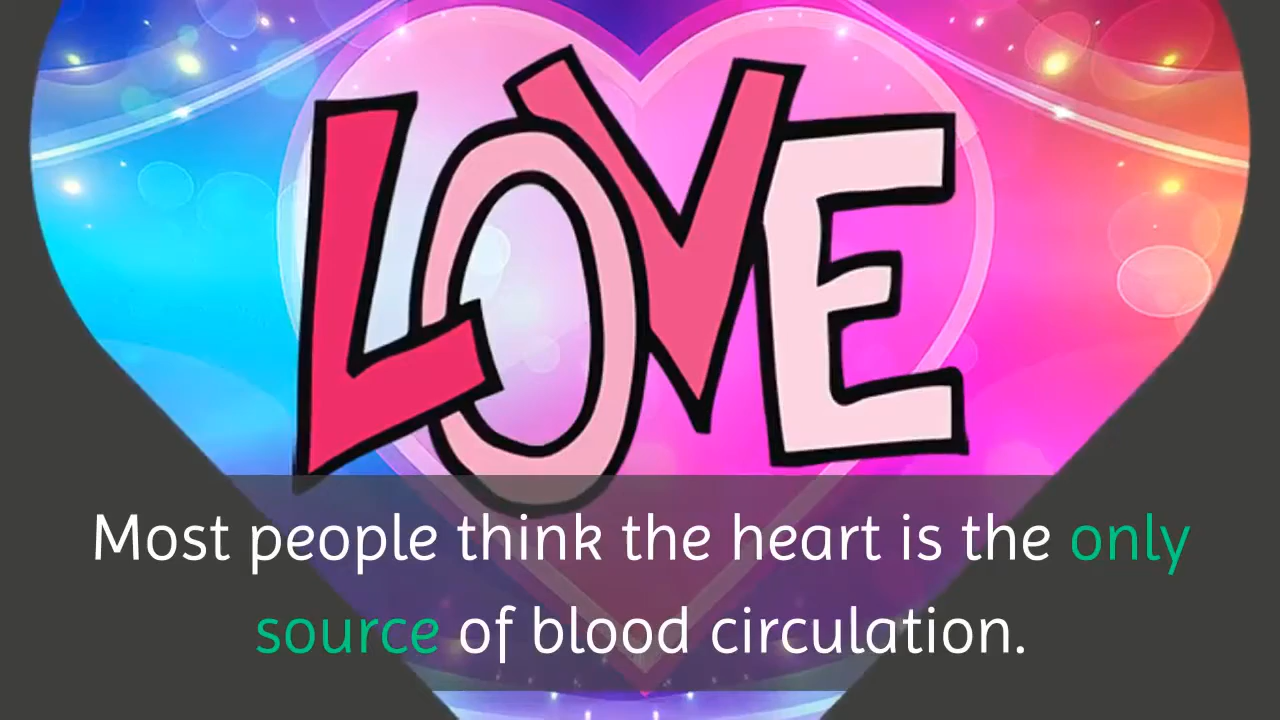 LOVE
Most people think the heart is the only
source of blood circulation.